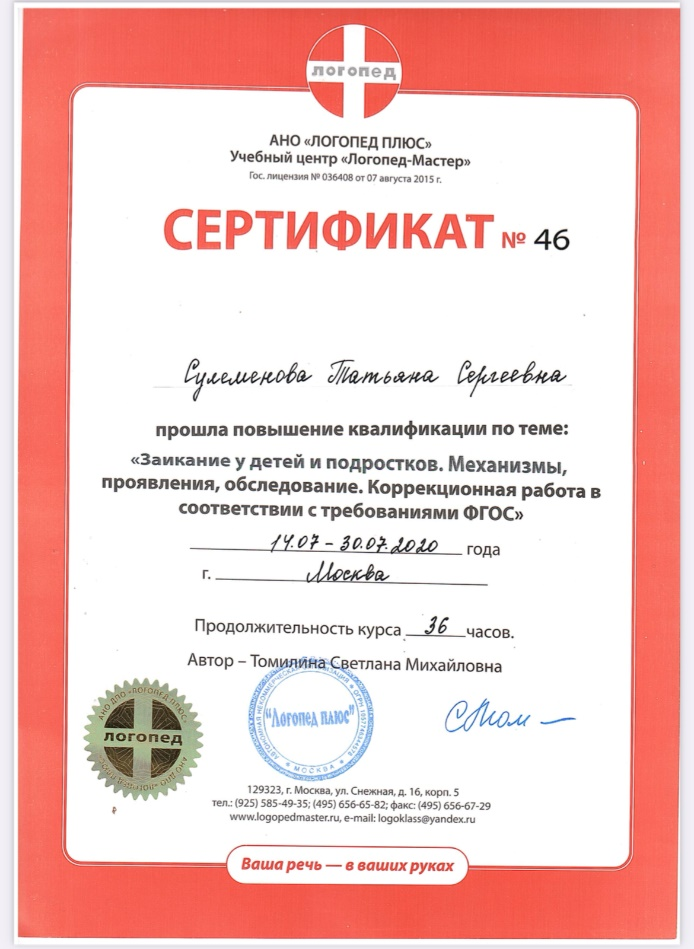 логопед
АНО «ЛОГОПЕД ПЛЮС»
Учебный центр «Логопед-Мастер»
Гос. лицензия № 036408 от 07 августа 2015 г.
СЕРТИФИКАТ № 46
Сулеменова Татьяна Сергеевна
прошла повышение квалификации по теме:
«Заикание у детей и подростков. Механизмы,
проявления, обследование. Коррекционная работа в
соответствии с требованиями ФГОС»
14.07 – 30.07.2020 года
г. Москва
Продолжительность курса 36 часов.
Автор – Томилина Светлана Михайловна
АНО ДПО «ЛОГОПЕД ПЛЮС»
логопед
"Логопед плюс"
МОСКВА
129323, г. Москва, ул. Снежная, д. 16, корп. 5
тел.: (925) 585-49-35; (495) 656-65-82; факс: (495) 656-67-29
www.logopedmaster.ru, e-mail: logoklass@yandex.ru
Ваша речь — в ваших руках